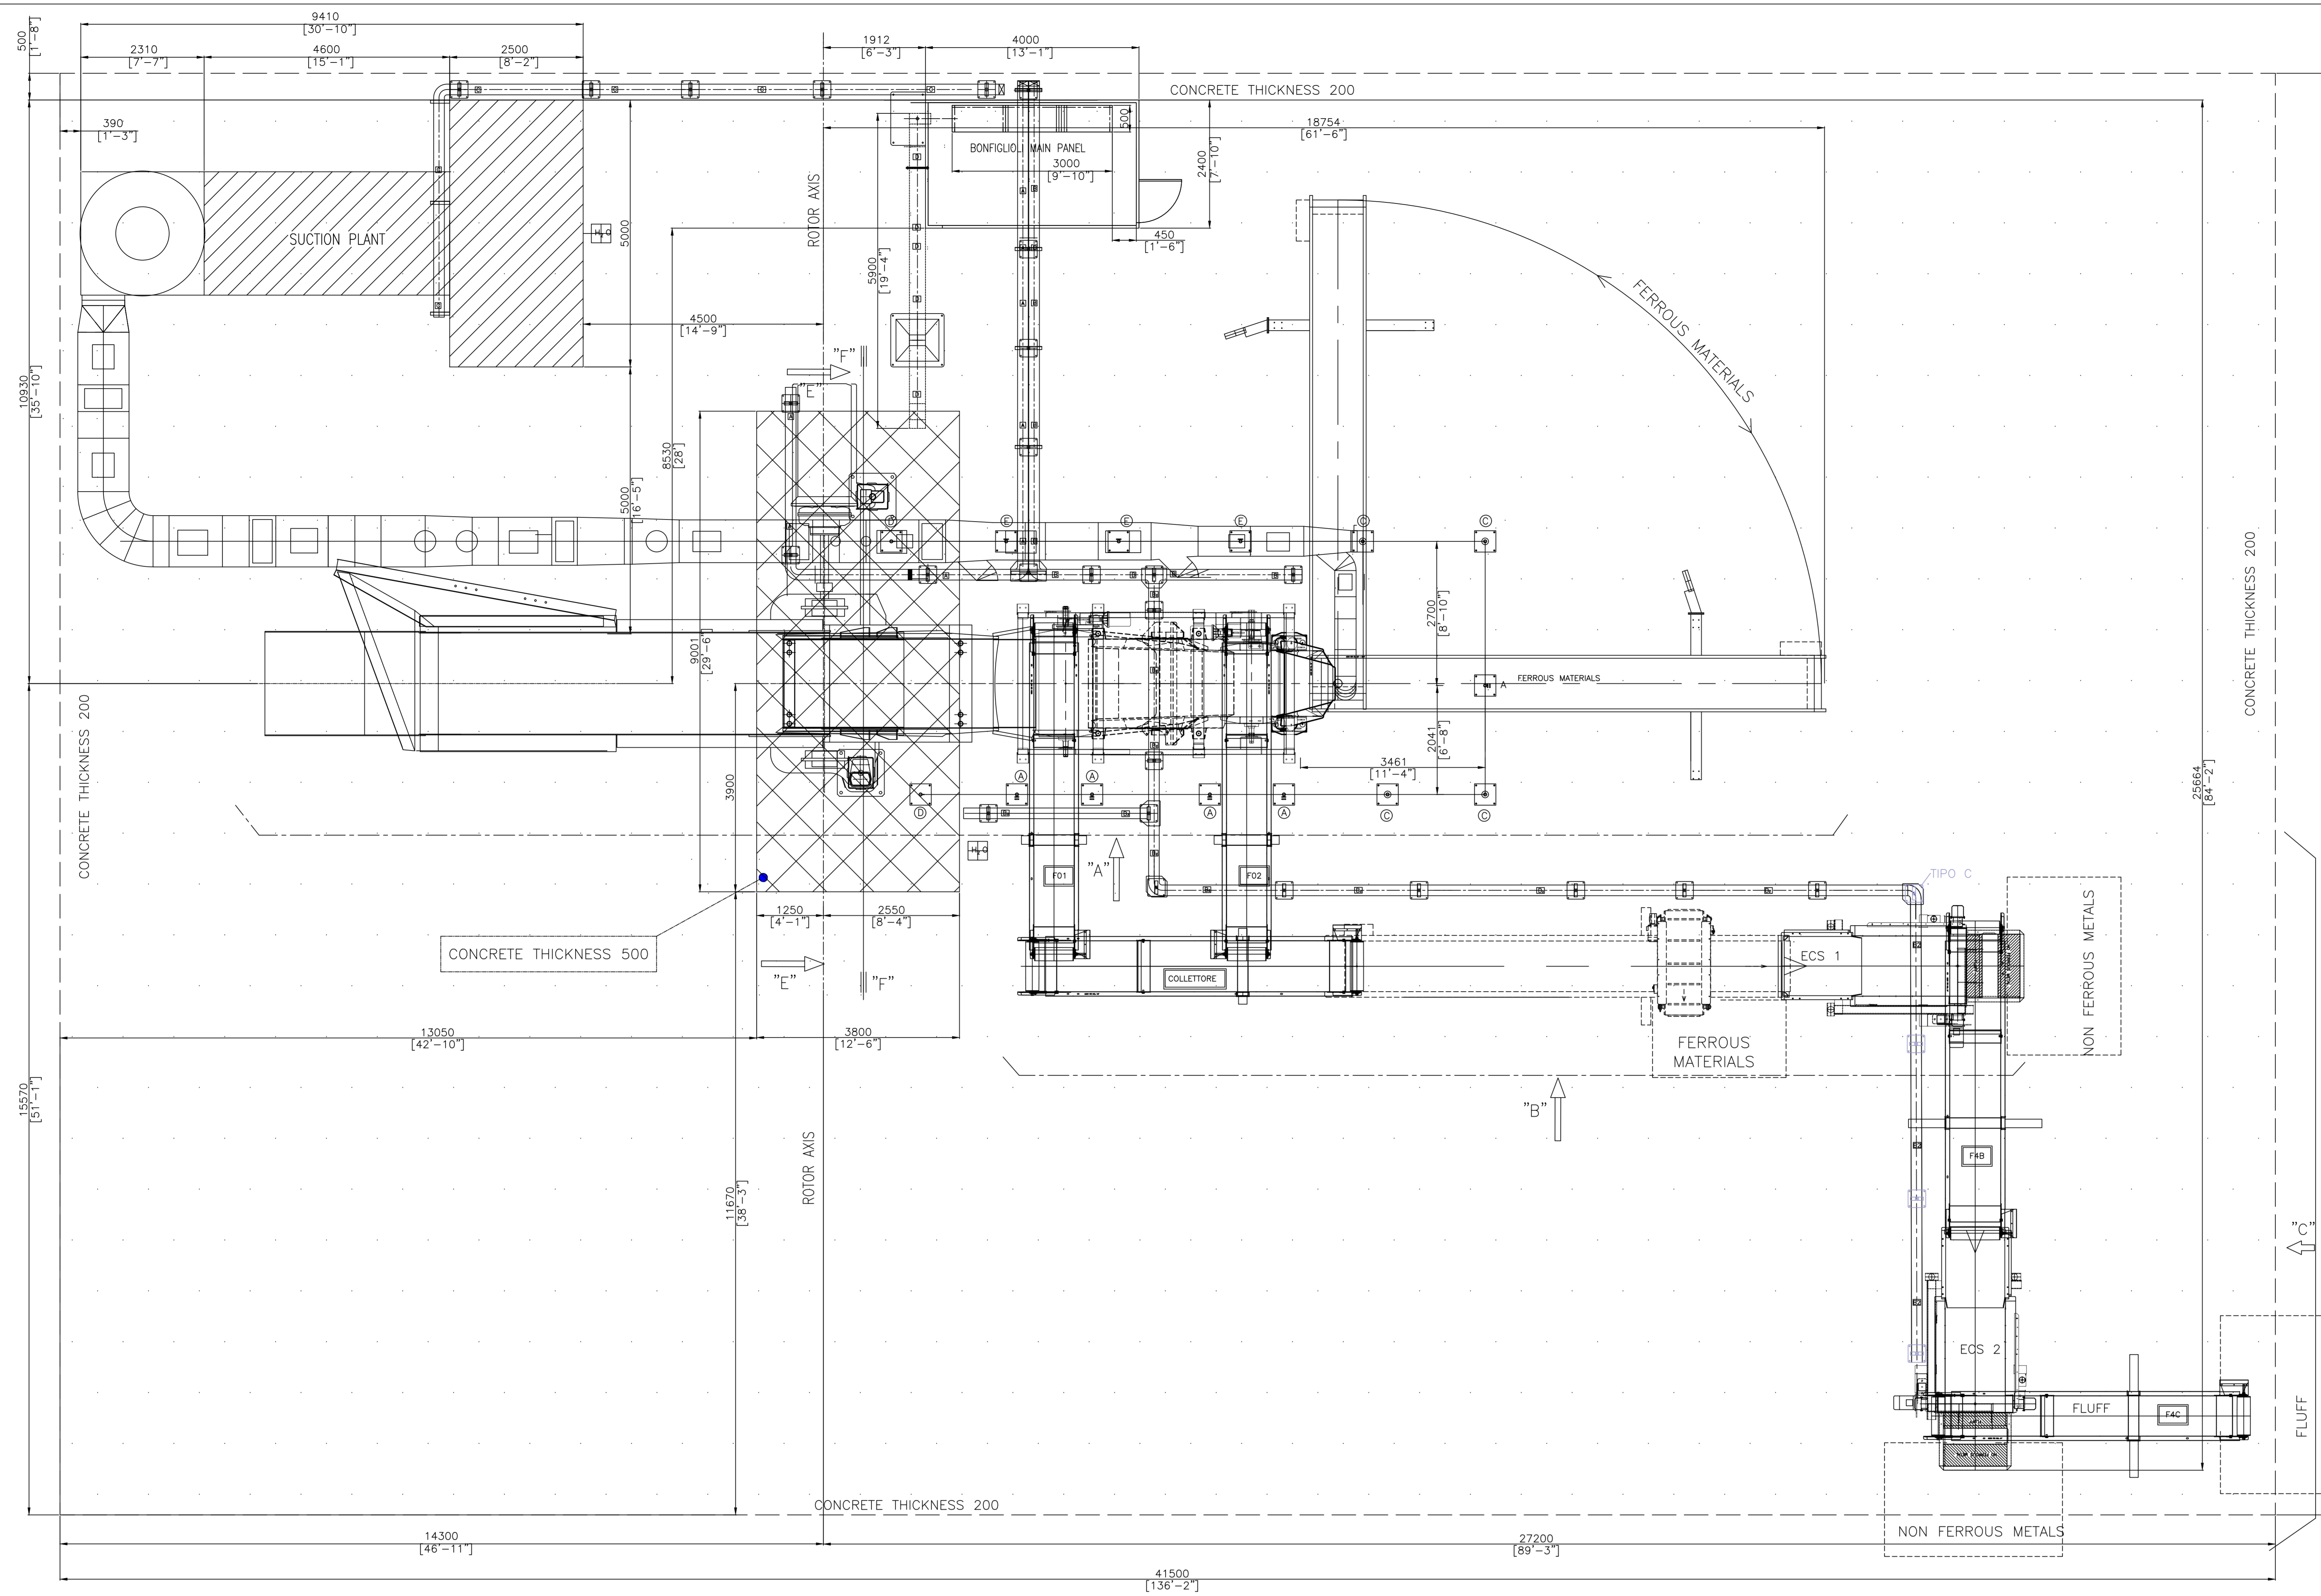 9410
[30'-10"]
500
[1'-8"]
2310
[7'-7"]
4600
[15'-1"]
2500
[8'-2"]
1912
[6'-3"]
4000
[13'-1"]
CONCRETE THICKNESS 200
390
[1'-3"]
500
18754
[61'-6"]
BONFIGLIOLI MAIN PANEL
3000
[9'-10"]
2400
[7'-10"]
ROTOR AXIS
SUCTION PLANT
H2O
5000
450
[1'-6"]
5900
[19'-4"]
FERROUS MATERIALS
4500
[14'-9"]
"F"
"E"
10930
[35'-10"]
8530
[28']
5000
[16'-5"]
D
E
E
E
C
C
2700
[8'-10"]
CONCRETE THICKNESS 200
9001
[29'-6"]
FERROUS MATERIALS
A
CONCRETE THICKNESS 200
3900
2041
[6'-8"]
3461
[11'-4"]
25664
[84'-2"]
A
A
D
A
A
C
C
H2O
F01
"A"
F02
TIPO C
1250
[4'-1"]
2550
[8'-4"]
NON FERROUS METALS
CONCRETE THICKNESS 500
"E"
"F"
COLLETTORE
ECS 1
13050
[42'-10"]
3800
[12'-6"]
FERROUS
MATERIALS
15570
[51'-1"]
"B"
ROTOR AXIS
11670
[38'-3"]
F4B
"C"
ECS 2
FLUFF
F4C
FLUFF
CONCRETE THICKNESS 200
NON FERROUS METALS
14300
[46'-11"]
27200
[89'-3"]
41500
[136'-2"]